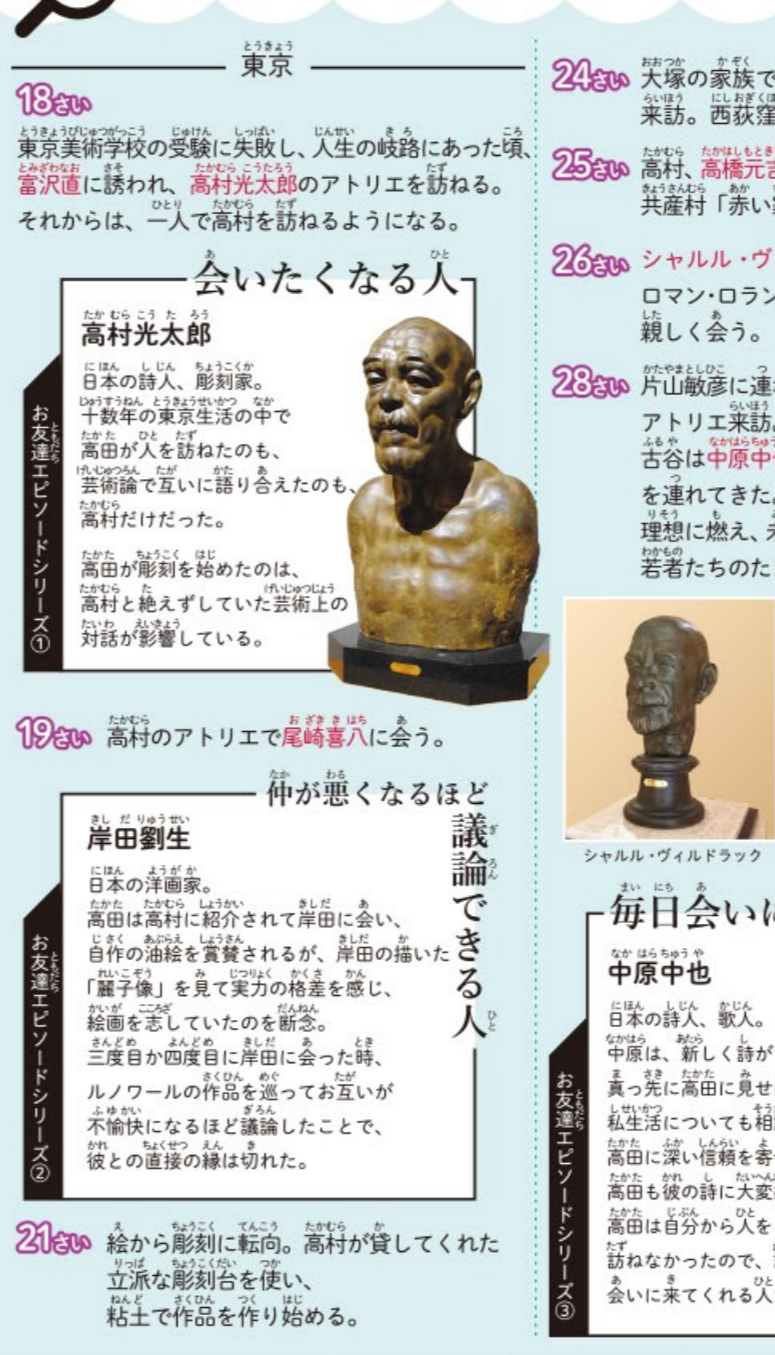 東京
18さい
東京美術学校の受験に失敗し、人生の岐路にあった頃、
富沢直に誘われ、高村光太郎のアトリエを訪ねる。
それからは、一人で高村を訪ねるようになる。
会いたくなる人
お友達エピソードシリーズ①
高村光太郎
日本の詩人、彫刻家。
十数年の東京生活の中で
高田が人を訪ねたのも、
芸術論で互いに語り合えたのも、
高村だけだった。
高田が彫刻を始めたのは、
高村と絶えずしていた芸術上の
対話が影響している。
19さい 高村のアトリエで尾崎喜八に会う。
仲が悪くなるほど
議論できる人
お友達エピソードシリーズ②
岸田劉生
日本の洋画家。
高田は高村に紹介されて岸田に会い、
自作の油絵を賞賛されるが、岸田の描いた
「麗子像」を見て実力の格差を感じ、
絵画を志していたのを断念。
三度目か四度目に岸田に会った時、
ルノワールの作品を巡ってお互いが
不愉快になるほど議論したことで、
彼との直接の縁は切れた。
21さい 絵から彫刻に転向。高村が貸してくれた
立派な彫刻台を使い、
粘土で作品を作り始める。
24さい 大塚の家族で
来訪。西荻窪
25さい 高村、高橋元吉
共産村「赤い
26さい シャルル・ヴ
ロマン・ロラン
親しく会う。
28さい 片山敏彦に連
アトリエ来訪。
古谷は中原中
を連れてきた。
理想に燃え、
若者たちのた
シャルル・ヴィルドラック
毎日会いに
お友達エピソードシリーズ③
中原中也
日本の詩人、歌人。
中原は、新しく詩が
真っ先に高田に見せ
私生活についても相
高田に深い信頼を寄
高田も彼の詩に大変
高田は自分から人を
訪ねなかったので、
会いに来てくれる人